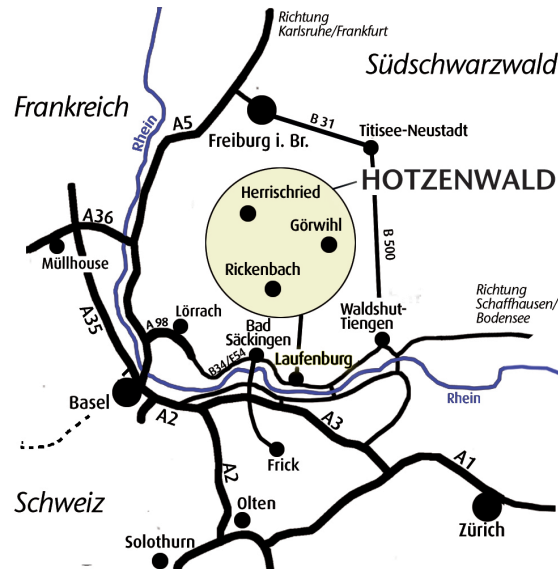 Richtung
Karlsruhe/Frankfurt
Südschwarzwald
Frankreich
Rhein
A5
B 31
Freiburg i. Br.
Titisee-Neustadt
HOTZENWALD
Herrischried
Görwihl
Rickenbach
B 500
A36
Müllhouse
A35
Richtung
Schaffhausen/
Bodensee
Lörrach
A 98
Bad
Säckingen
Waldshut-
Tiengen
B34/E54
Laufenburg
Rhein
Basel
A2
A3
Frick
A1
A2
Schweiz
Olten
Zürich
Solothurn